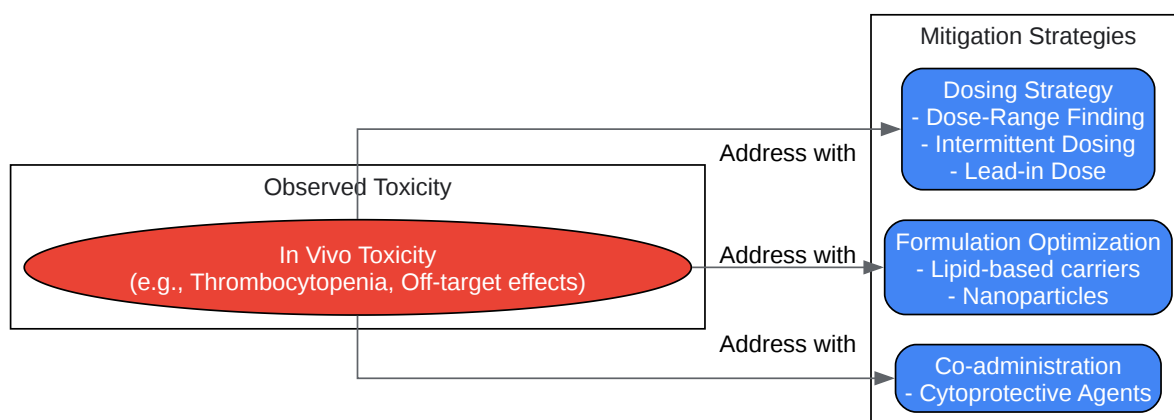 Mitigation Strategies
Dosing Strategy
- Dose-Range Finding
- Intermittent Dosing
- Lead-in Dose
Address with
Observed Toxicity
In Vivo Toxicity
(e.g., Thrombocytopenia, Off-target effects)
Address with
Formulation Optimization
- Lipid-based carriers
- Nanoparticles
Address with
Co-administration
- Cytoprotective Agents